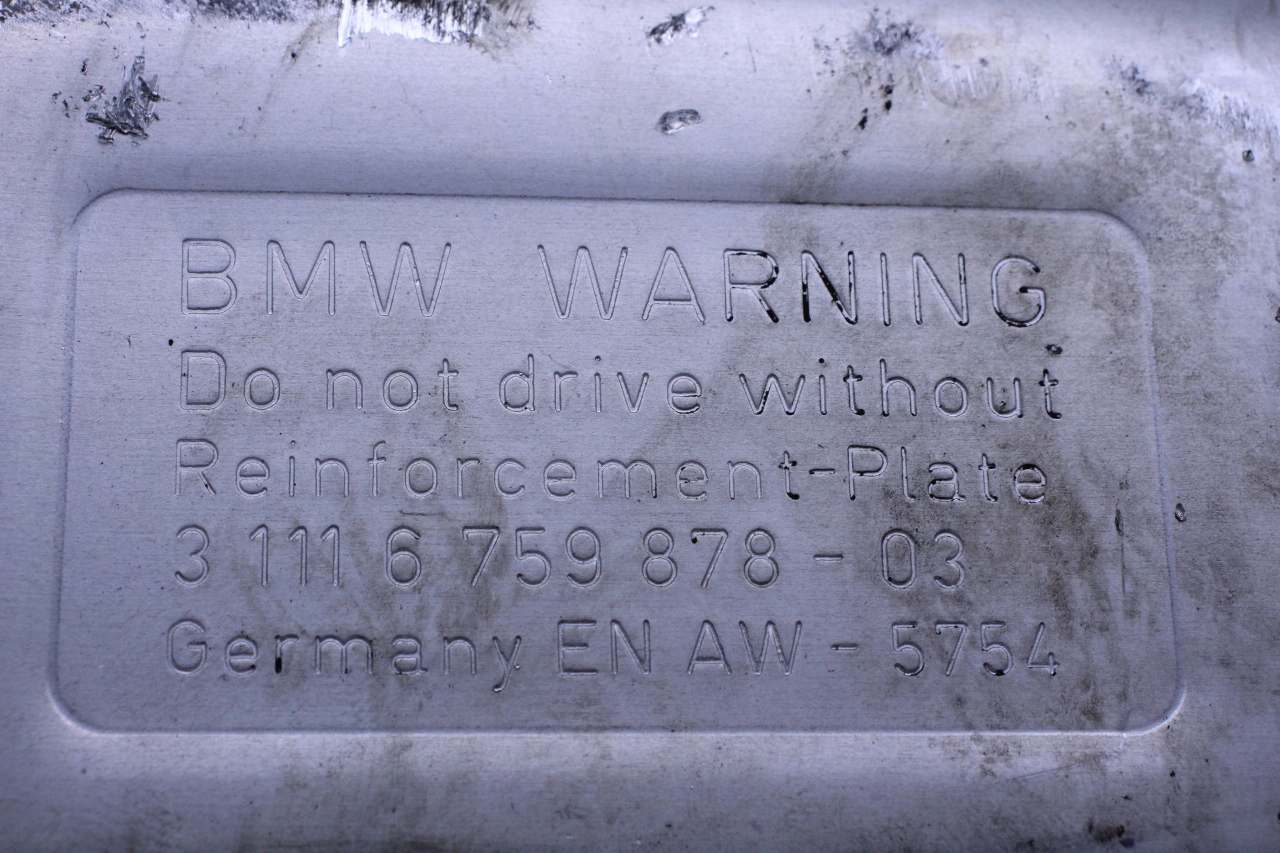 BMW WARNING
Do not drive without
Reinforcement-Plate
3 111 6 759 878 - 03
Germany EN AW - 5754